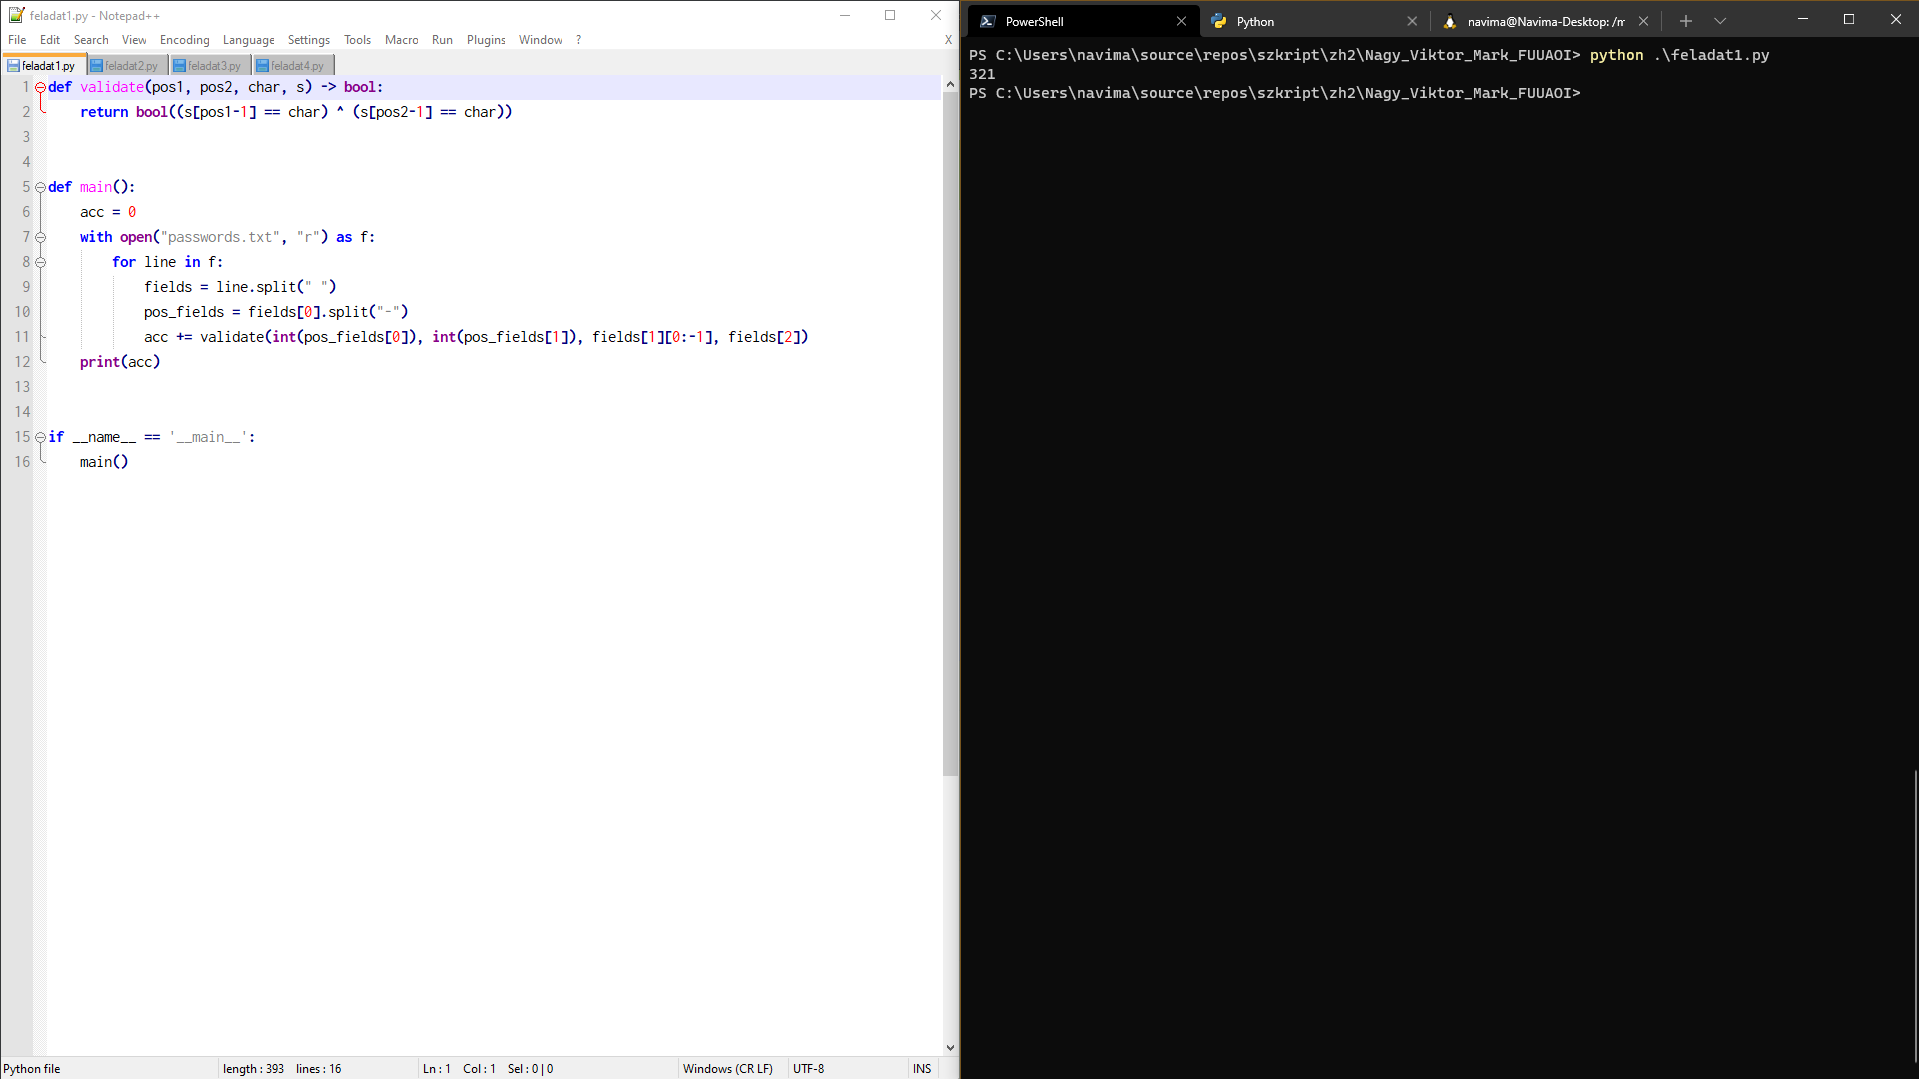 feladat1.py - Notepad++
File Edit Search View Encoding Language Settings Tools Macro Run Plugins Window ? X
feladat1.py feladat2.py feladat3.py feladat4.py
1 def validate(pos1, pos2, char, s) -> bool:
2     return bool((s[pos1-1] == char) ^ (s[pos2-1] == char))
3
4
5 def main():
6     acc = 0
7     with open("passwords.txt", "r") as f:
8         for line in f:
9             fields = line.split(" ")
10             pos_fields = fields[0].split("-")
11             acc += validate(int(pos_fields[0]), int(pos_fields[1]), fields[1][0:-1], fields[2])
12     print(acc)
13
14
15 if __name__ == '__main__':
16     main()
Python file length : 393 lines : 16 Ln : 1 Col : 1 Sel : 0 | 0 Windows (CR LF) UTF-8 INS
PowerShell Python navima@Navima-Desktop: /m
PS C:\Users\navima\source\repos\szkript\zh2\Nagy_Viktor_Mark_FUUAOI> python .\feladat1.py
321
PS C:\Users\navima\source\repos\szkript\zh2\Nagy_Viktor_Mark_FUUAOI>